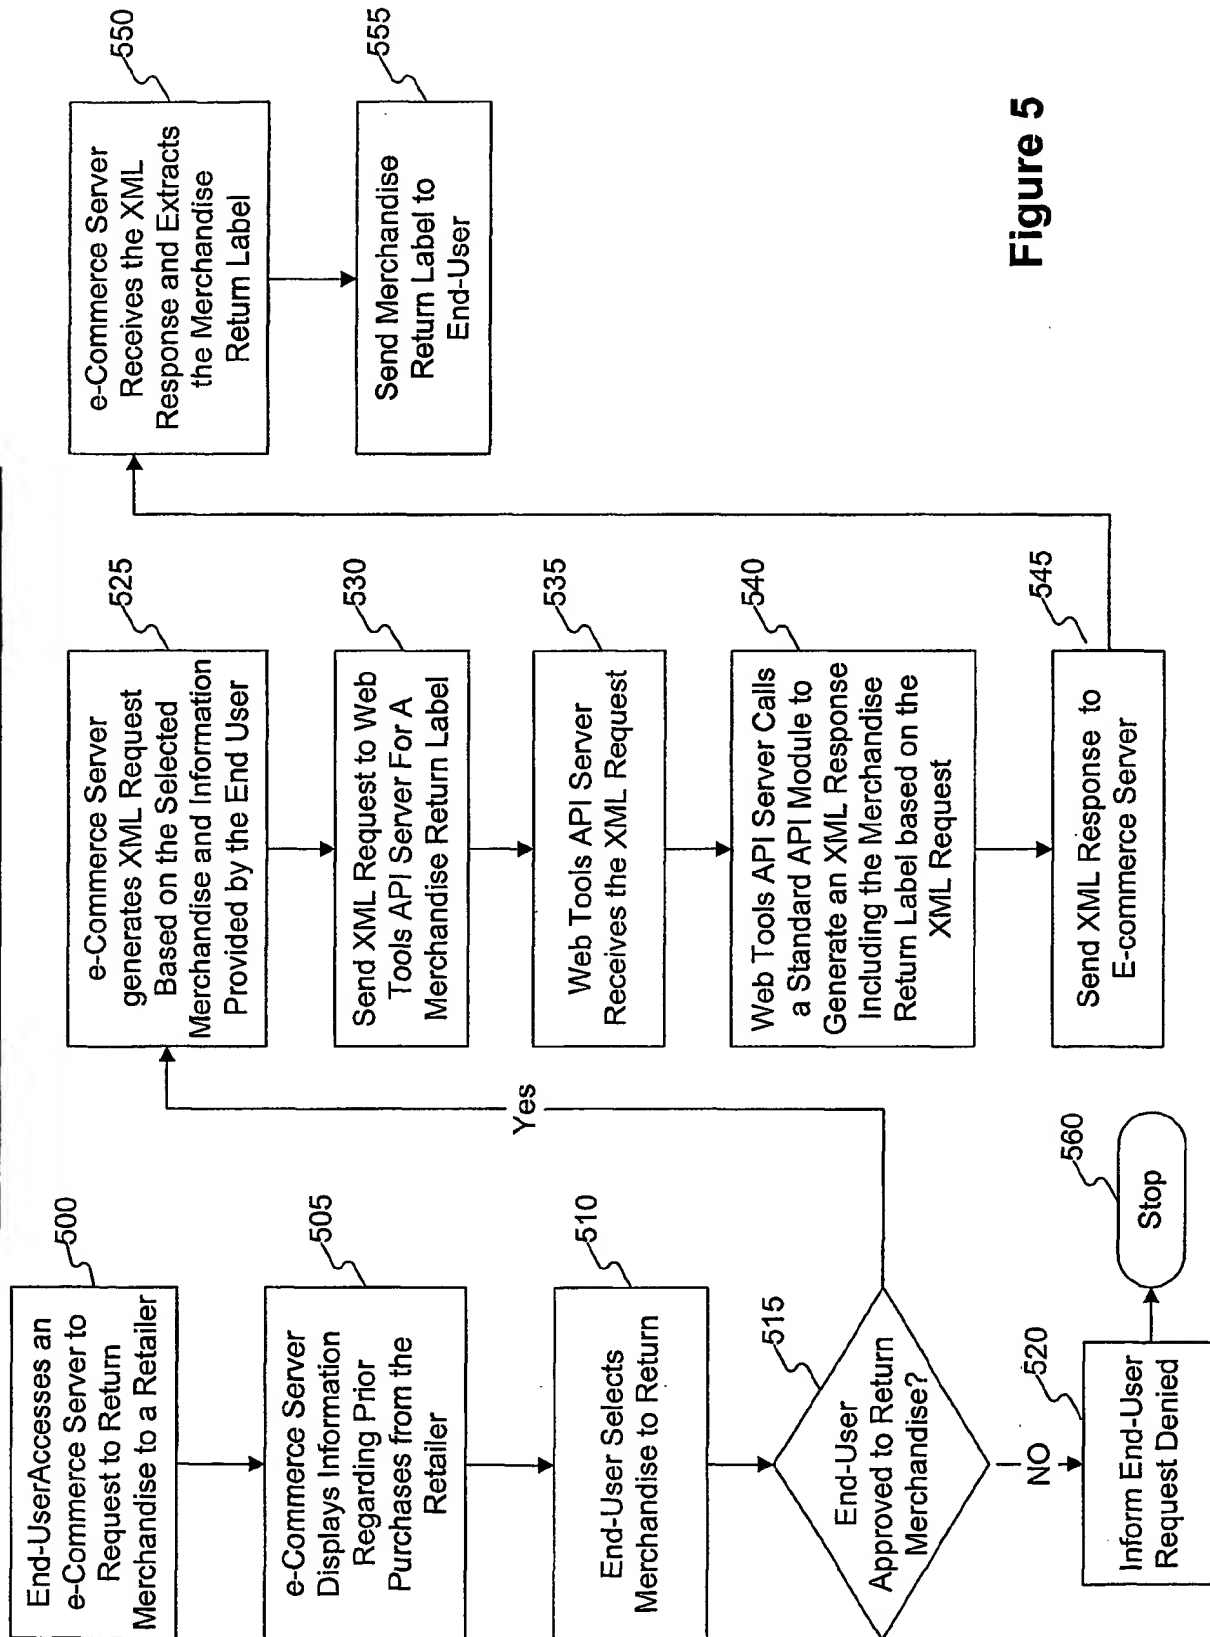 500
End-UserAccesses an
e-Commerce Server to
Request to Return
Merchandise to a Retailer
505
e-Commerce Server
Displays Information
Regarding Prior
Purchases from the
Retailer
510
End-User Selects
Merchandise to Return
515
End-User
Approved to Return
Merchandise?
Yes
NO
520
Inform End-User
Request Denied
560
Stop
525
e-Commerce Server
generates XML Request
Based on the Selected
Merchandise and Information
Provided by the End User
530
Send XML Request to Web
Tools API Server For A
Merchandise Return Label
535
Web Tools API Server
Receives the XML Request
540
Web Tools API Server Calls
a Standard API Module to
Generate an XML Response
Including the Merchandise
Return Label based on the
XML Request
545
Send XML Response to
E-commerce Server
550
e-Commerce Server
Receives the XML
Response and Extracts
the Merchandise
Return Label
555
Send Merchandise
Return Label to
End-User
Figure 5